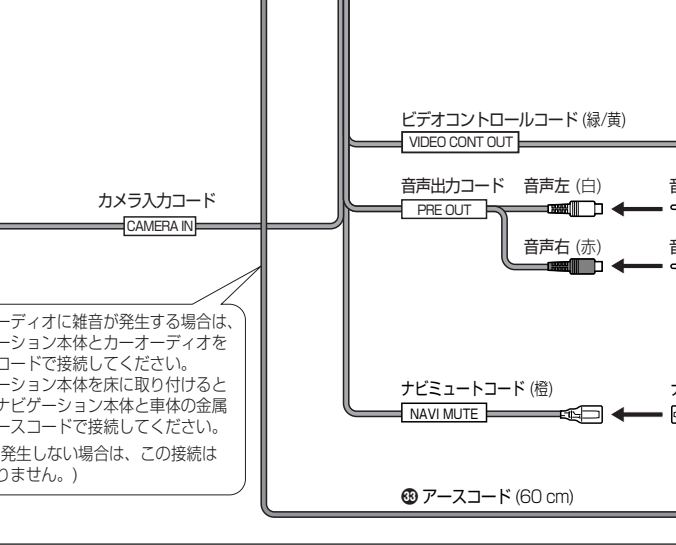 ビデオコントロールコード (緑/黄)
VIDEO CONT OUT
音声出力コード 音声左 (白)
PRE OUT
カメラ入力コード
CAMERA IN
音声右 (赤)
ーディオに雑音が発生する場合は、
ーション本体とカーオーディオを
コードで接続してください。
ーション本体を床に取り付けると
ナビゲーション本体と車体の金属
ースコードで接続してください。
発生しない場合は、この接続は
りません。)
ナビミュートコード (橙)
NAVI MUTE
㉝ アースコード (60 cm)